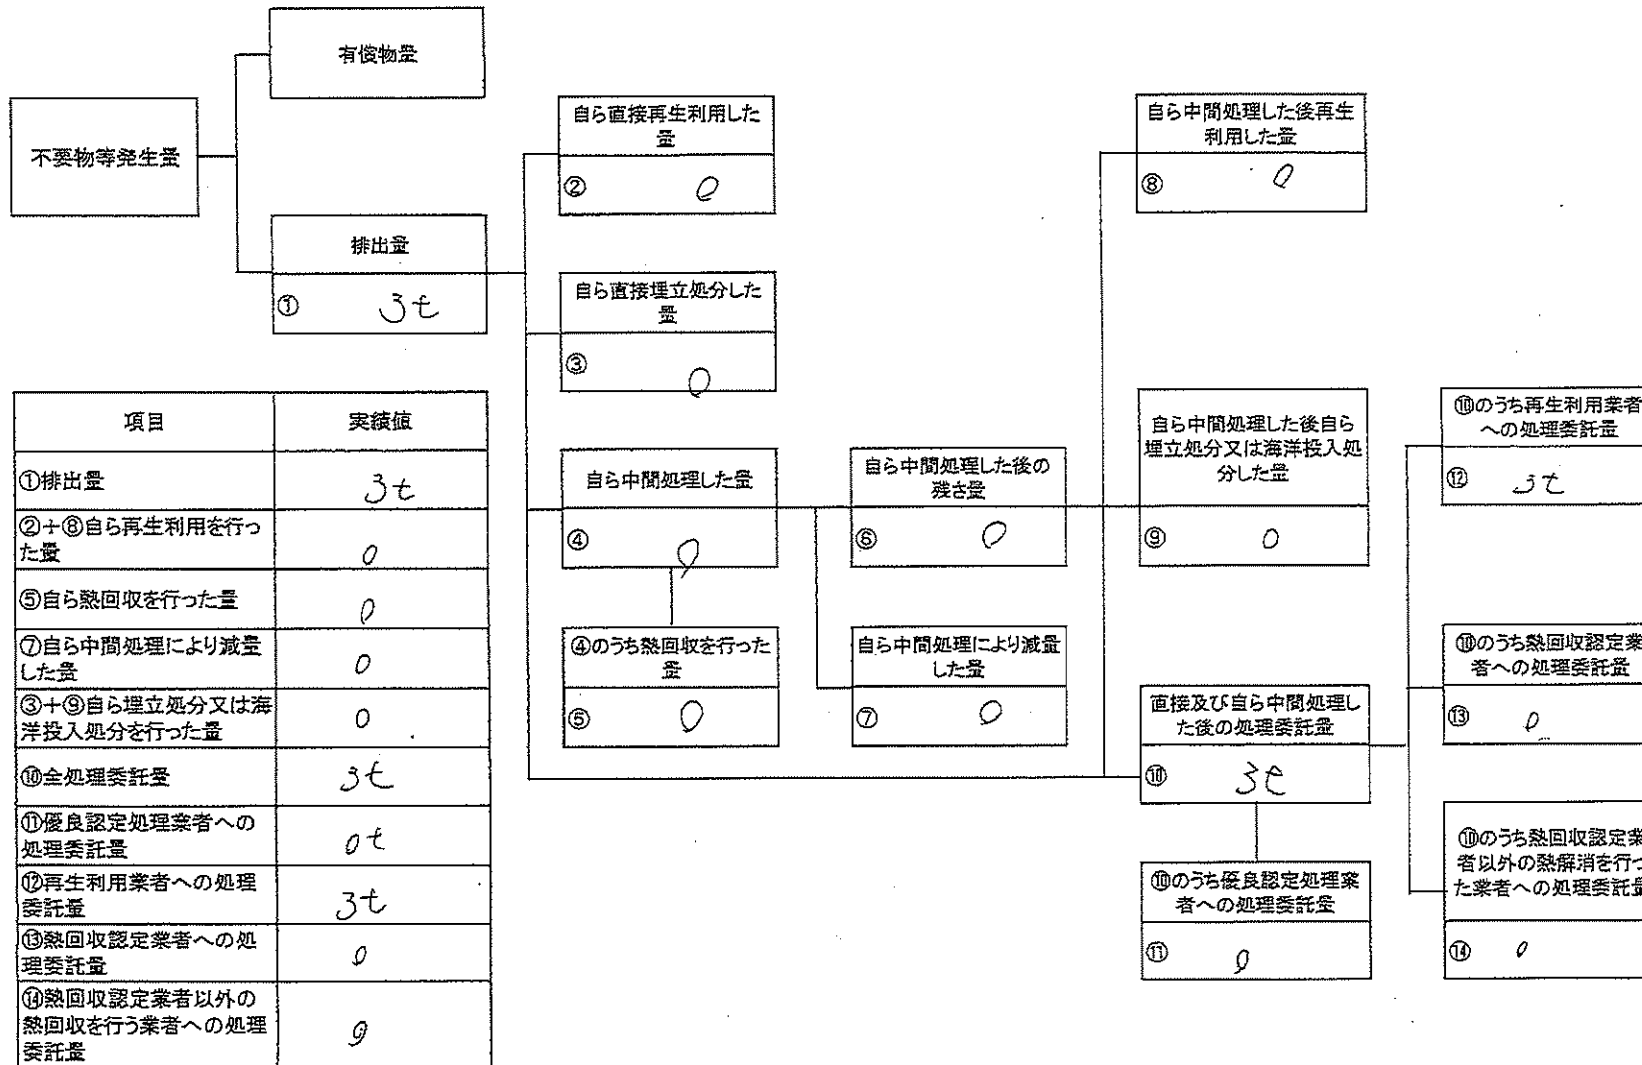 有償物量
不要物等発生量
排出量
① 3t
自ら直接再生利用した
量
② 0
自ら直接埋立処分した
量
③ 0
自ら中間処理した量
④ 0
④のうち熱回収を行った
量
⑤ 0
自ら中間処理した後の
残さ量
⑥ 0
自ら中間処理により減量
した量
⑦ 0
自ら中間処理した後再生
利用した量
⑧ 0
自ら中間処理した後自ら
埋立処分又は海洋投入処
分した量
⑨ 0
直接及び自ら中間処理し
た後の処理委託量
⑩ 3t
⑩のうち優良認定処理業
者への処理委託量
⑪ 0
⑩のうち再生利用業者
への処理委託量
⑫ 3t
⑩のうち熱回収認定業
者への処理委託量
⑬ 0
⑩のうち熱回収認定業
者以外の熱解消を行っ
た業者への処理委託量
⑭ 0
項目 実績値
①排出量 3t
②+⑧自ら再生利用を行っ
た量 0
⑤自ら熱回収を行った量 0
⑦自ら中間処理により減量
した量 0
③+⑨自ら埋立処分又は海
洋投入処分を行った量 0
⑩全処理委託量 3t
⑪優良認定処理業者への
処理委託量 0t
⑫再生利用業者への処理
委託量 3t
⑬熱回収認定業者への処
理委託量 0
⑭熱回収認定業者以外の
熱回収を行う業者への処理
委託量 0